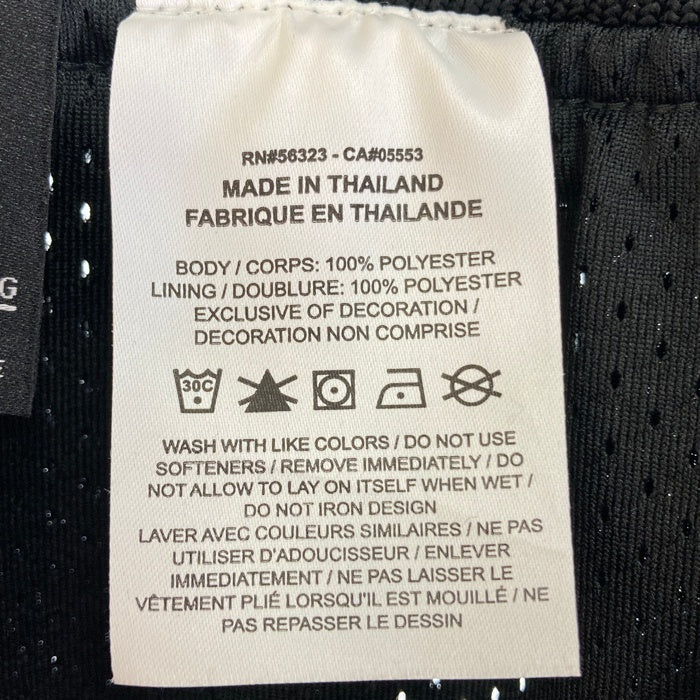 RN#56323 - CA#05553
MADE IN THAILAND
FABRIQUE EN THAILANDE
BODY / CORPS: 100% POLYESTER
LINING / DOUBLURE: 100% POLYESTER
EXCLUSIVE OF DECORATION /
DECORATION NON COMPRISE
30C
WASH WITH LIKE COLORS / DO NOT USE
SOFTENERS / REMOVE IMMEDIATELY / DO
NOT ALLOW TO LAY ON ITSELF WHEN WET /
DO NOT IRON DESIGN
LAVER AVEC COULEURS SIMILAIRES / NE PAS
UTILISER D'ADOUCISSEUR / ENLEVER
IMMEDIATEMENT / NE PAS LAISSER LE
VÊTEMENT PLIÉ LORSQU'IL EST MOUILLÉ / NE
PAS REPASSER LE DESSIN
G
E